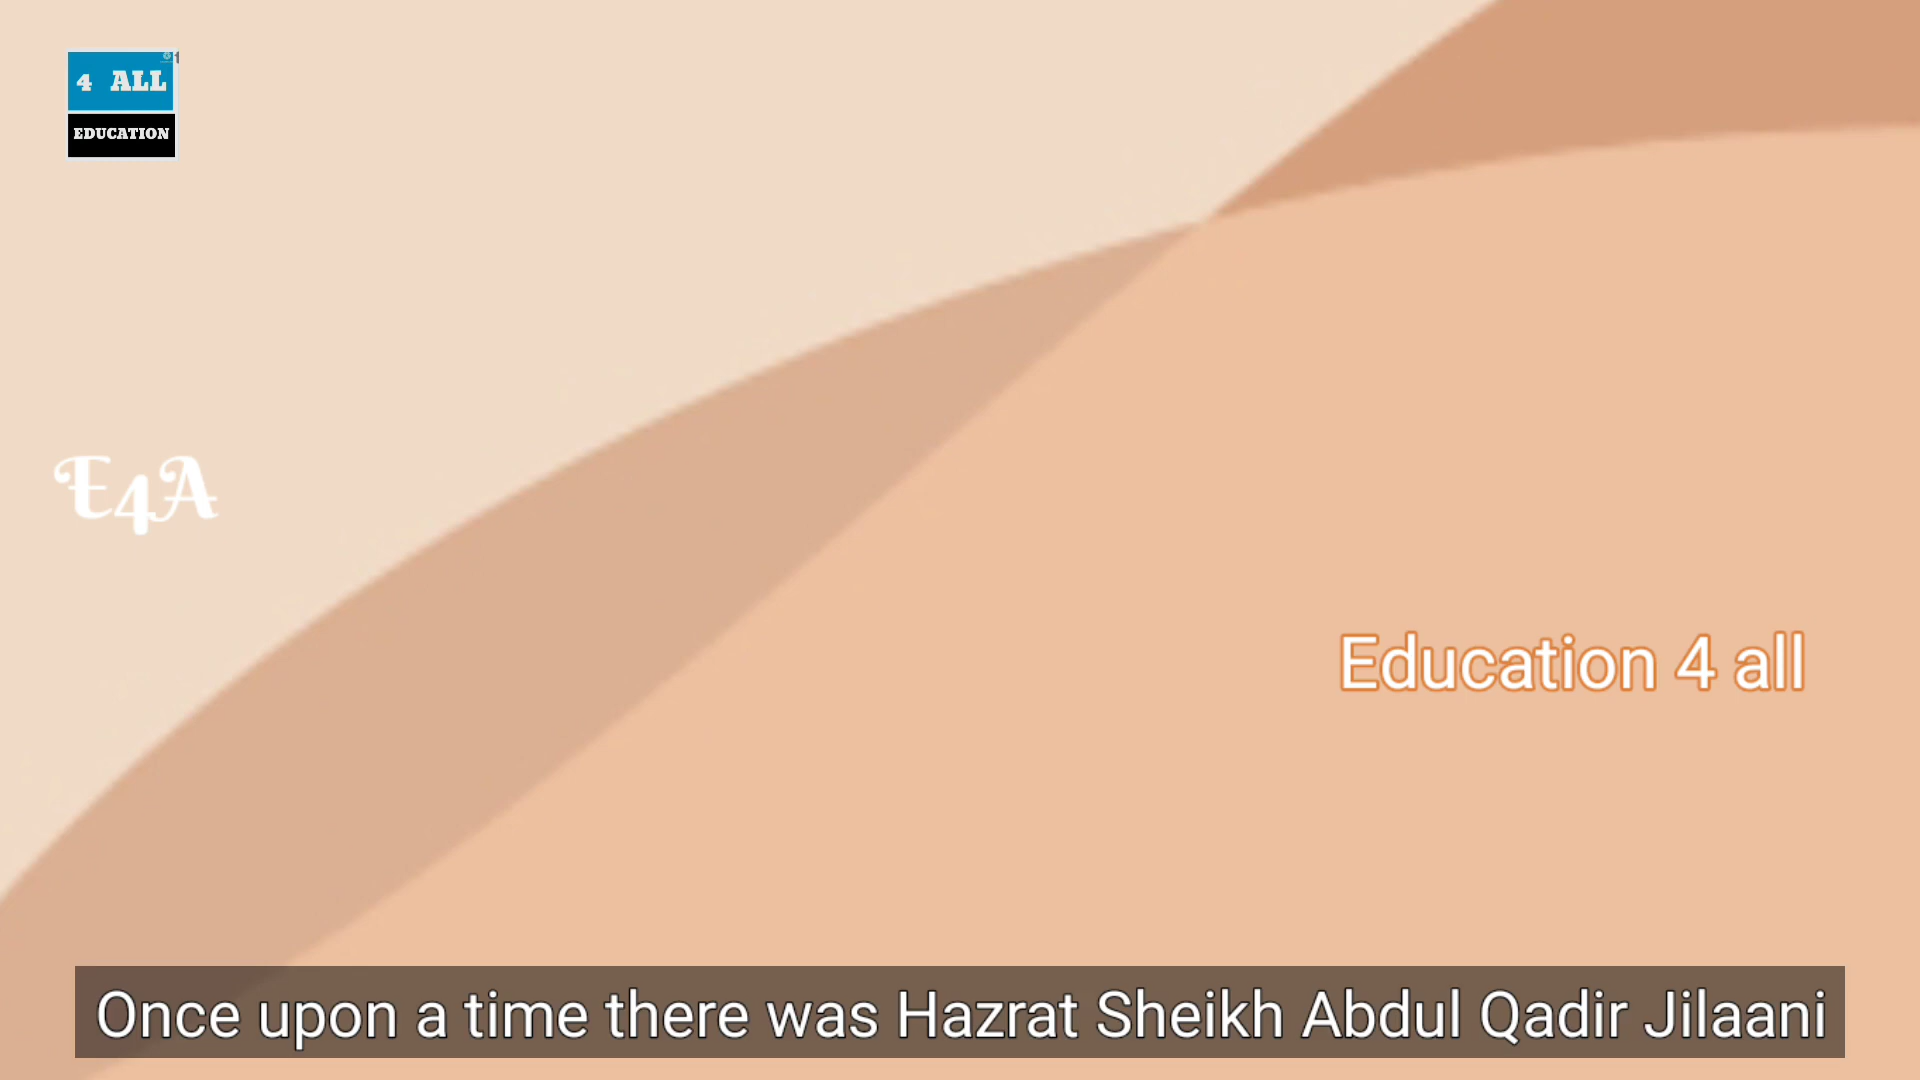 4 ALL
EDUCATION
E4A
Education 4 all
Once upon a time there was Hazrat Sheikh Abdul Qadir Jilaani